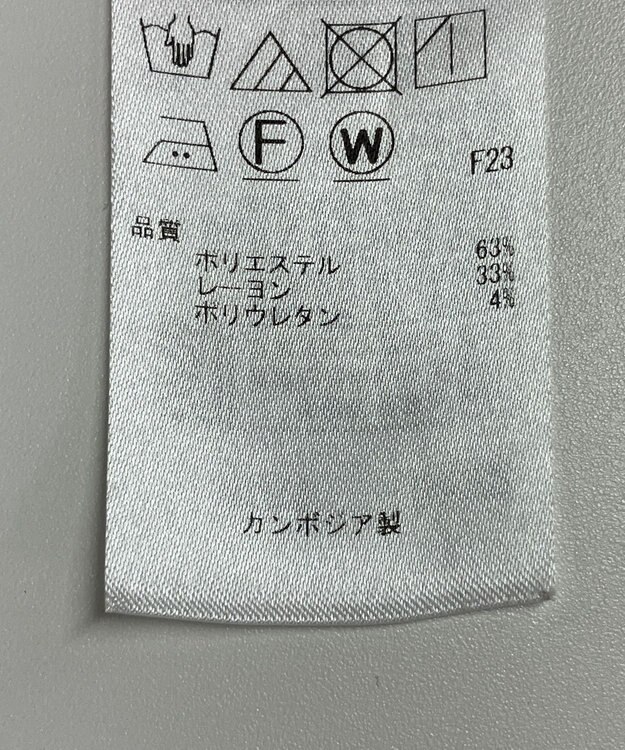 F W F23
品質
ポリエステル 63%
レーヨン 33%
ポリウレタン 4%
カンボジア製